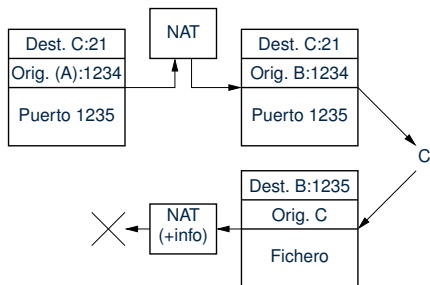 Dest. C:21
Orig. (A):1234
Puerto 1235
NAT
Dest. C:21
Orig. B:1234
Puerto 1235
C
Dest. B:1235
Orig. C
Fichero
NAT
(+info)